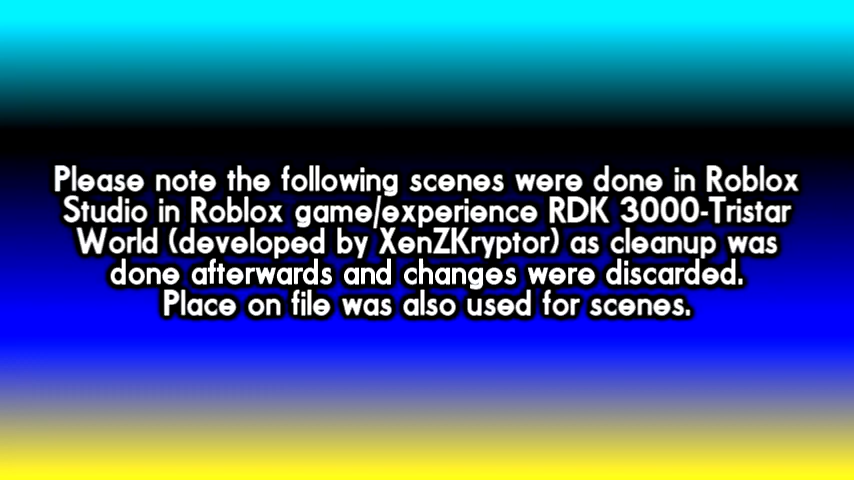 Please note the following scenes were done in Roblox
Studio in Roblox game/experience RDK 3000-Tristar
World (developed by XenZKryptor) as cleanup was
done afterwards and changes were discarded.
Place on file was also used for scenes.